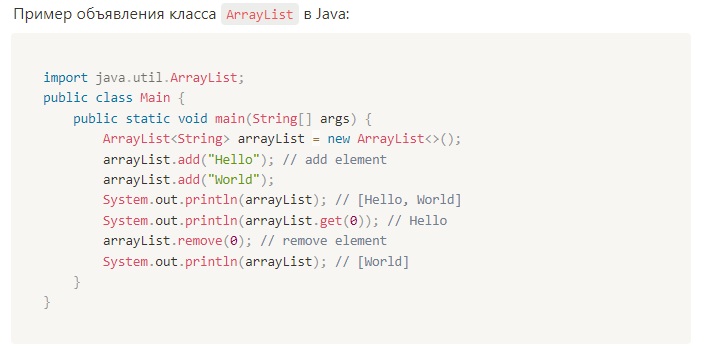 Пример объявления класса ArrayList в Java:
import java.util.ArrayList;
public class Main {
    public static void main(String[] args) {
        ArrayList<String> arrayList = new ArrayList<>();
        arrayList.add("Hello"); // add element
        arrayList.add("World");
        System.out.println(arrayList); // [Hello, World]
        System.out.println(arrayList.get(0)); // Hello
        arrayList.remove(0); // remove element
        System.out.println(arrayList); // [World]
    }
}